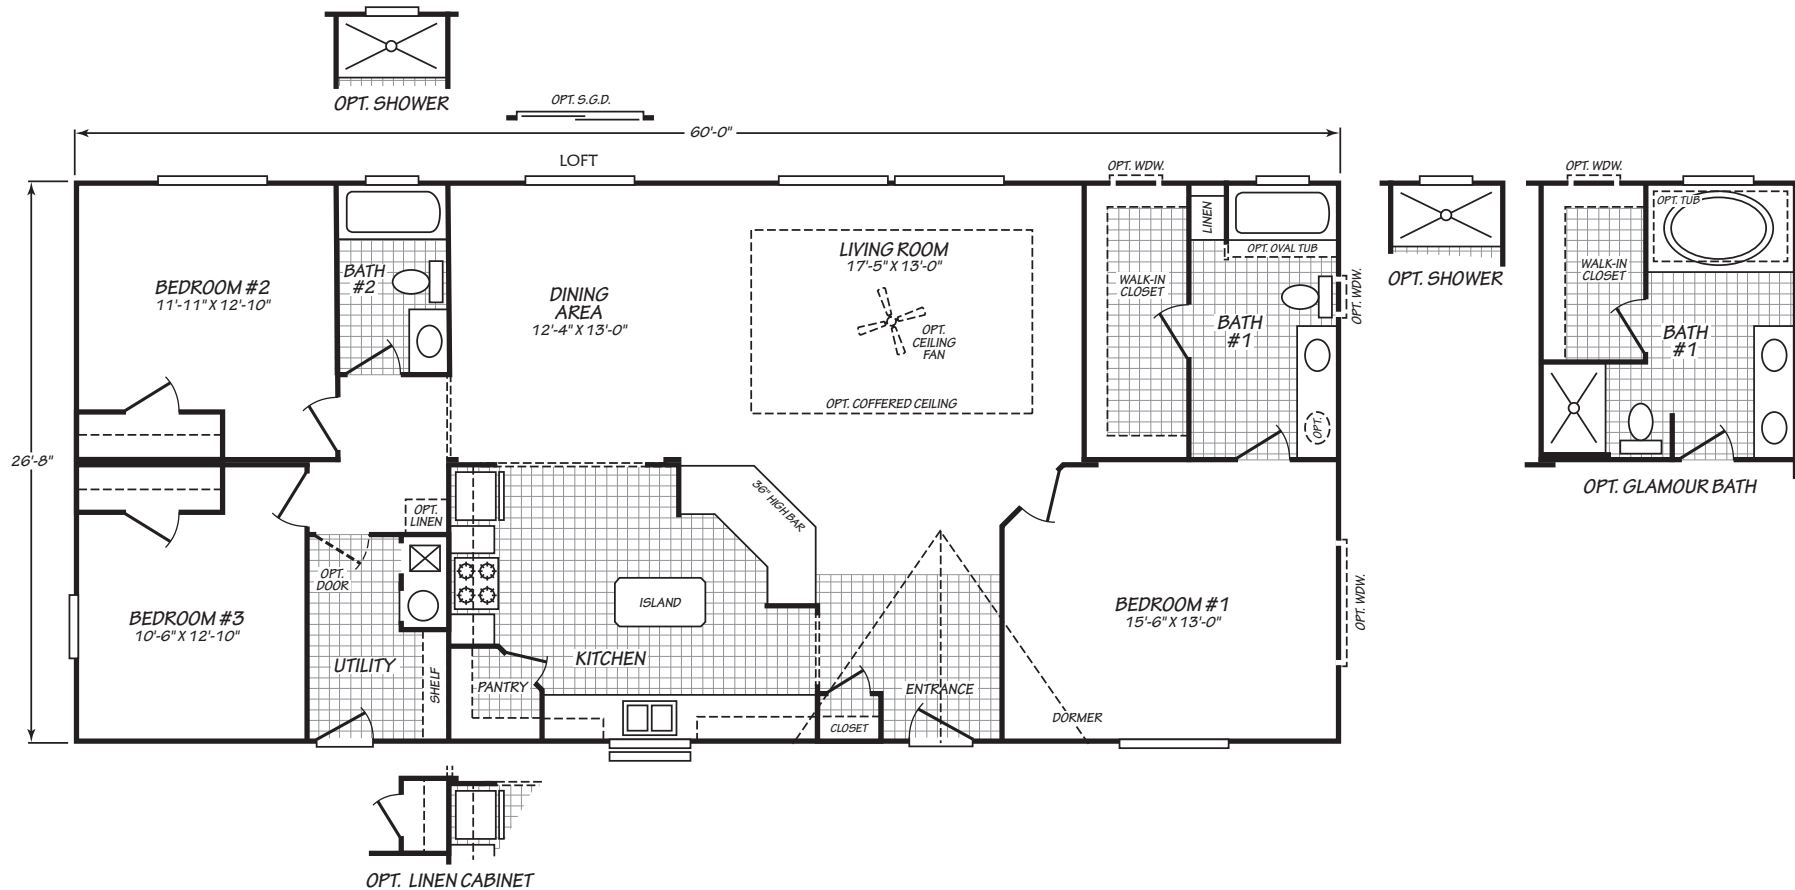 OPT. SHOWER
OPT. S.G.D.
60'-0"
LOFT
OPT. WDW.
OPT. WDW.
BEDROOM #2
11'-11" X 12'-10"
BATH
#2
DINING
AREA
12'-4" X 13'-0"
LIVING ROOM
17'-5" X 13'-0"
OPT.
CEILING
FAN
OPT. COFFERED CEILING
WALK-IN
CLOSET
LINEN
OPT. OVAL TUB
BATH
#1
OPT. WDW.
OPT.
OPT. SHOWER
OPT. TUB
WALK-IN
CLOSET
BATH
#1
OPT. GLAMOUR BATH
26'-8"
OPT.
LINEN
36" HIGH BAR
OPT.
DOOR
ISLAND
BEDROOM #3
10'-6" X 12'-10"
BEDROOM #1
15'-6" X 13'-0"
OPT. WDW.
UTILITY
SHELF
KITCHEN
PANTRY
ENTRANCE
CLOSET
DORMER
OPT. LINEN CABINET